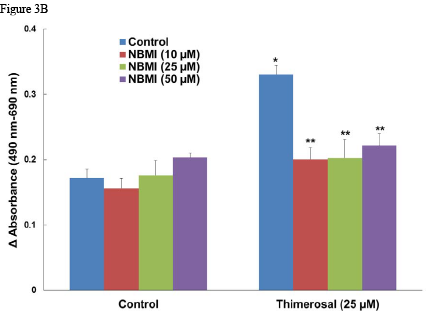 Figure 3B
0.4
0.3
0.2
0.1
0
Δ Absorbance (490 nm-690 nm)
Control
NBMI (10 µM)
NBMI (25 µM)
NBMI (50 µM)
*
**
**
**
Control
Thimerosal (25 µM)